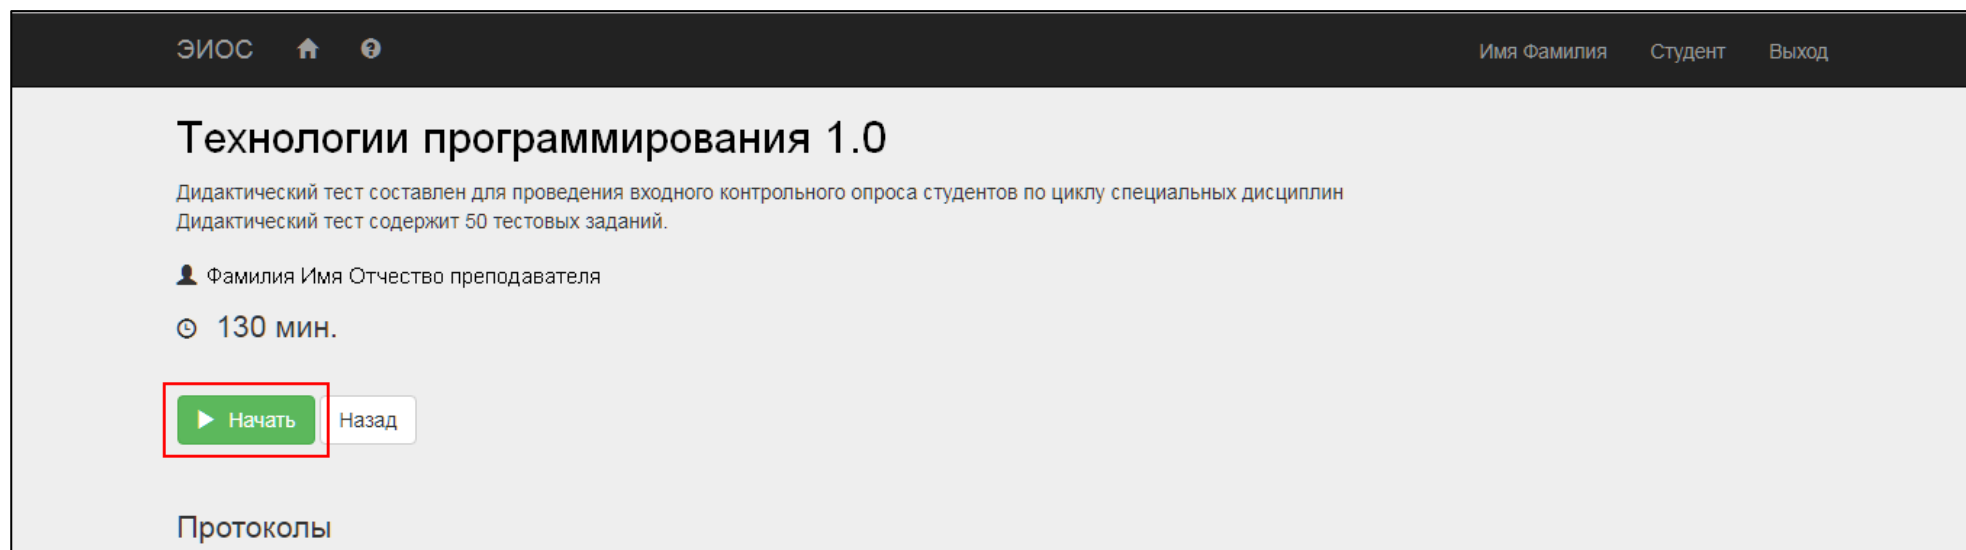 ЭИОС Имя Фамилия Студент Выход
Технологии программирования 1.0
Дидактический тест составлен для проведения входного контрольного опроса студентов по циклу специальных дисциплин
Дидактический тест содержит 50 тестовых заданий.
Фамилия Имя Отчество преподавателя
130 мин.
Начать Назад
Протоколы